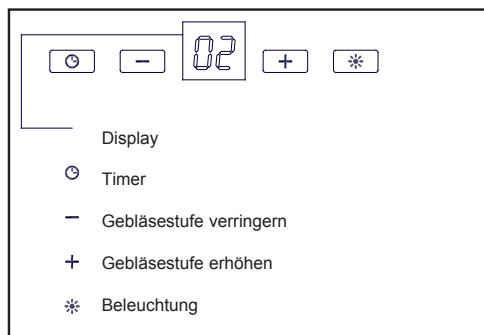 02
Display
Timer
− Gebläsestufe verringern
+ Gebläsestufe erhöhen
Beleuchtung